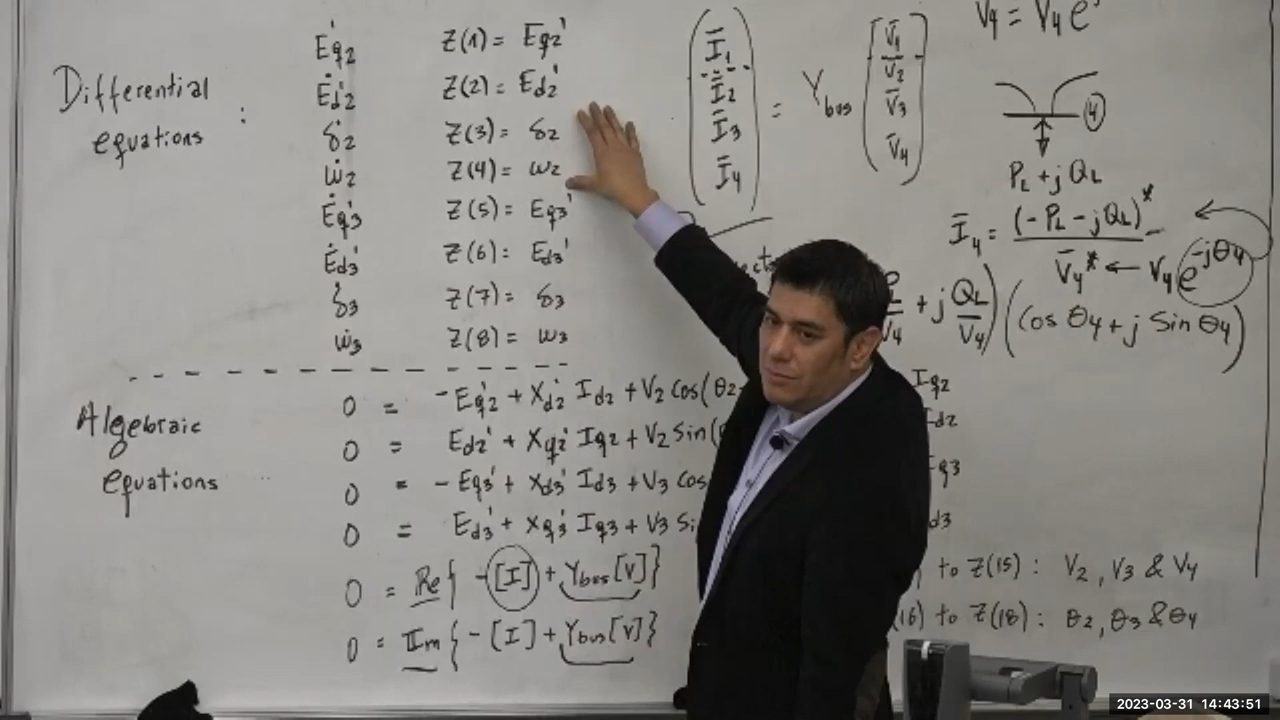 Differential equations :
Ėq2'
Ėd2'
δ̇2
ω̇2
Ėq3'
Ėd3'
δ̇3
ω̇3
Z(1) = Eq2'
Z(2) = Ed2'
Z(3) = δ2
Z(4) = ω2
Z(5) = Eq3'
Z(6) = Ed3'
Z(7) = δ3
Z(8) = ω3
Algebraic equations
0 = -Eq2' + Xd2' Id2 + V2 cos(θ2-
0 = Ed2' + Xq2' Iq2 + V2 Sin(
0 = -Eq3' + Xd3' Id3 + V3 cos
0 = Ed3' + Xq3' Iq3 + V3
0 = Re{ -[I] + Ybus[V]}
0 = Im{ -[I] + Ybus[V]}
Ī1
Ī2
Ī3
Ī4
= Ybus
V̄1
V̄2
V̄3
V̄4
V̄4 = V4 e
4
PL + j QL
Ī4 = (-PL - jQL)* / V̄4* ← V4 e^-jθ4
V4 + j QL/V4) (cos θ4 + j Sin θ4)
Iq2
Id2
q3
d3
to Z(15) : V2, V3 & V4
(16) to Z(18) : θ2, θ3 & θ4
2023-03-31 14:43:51